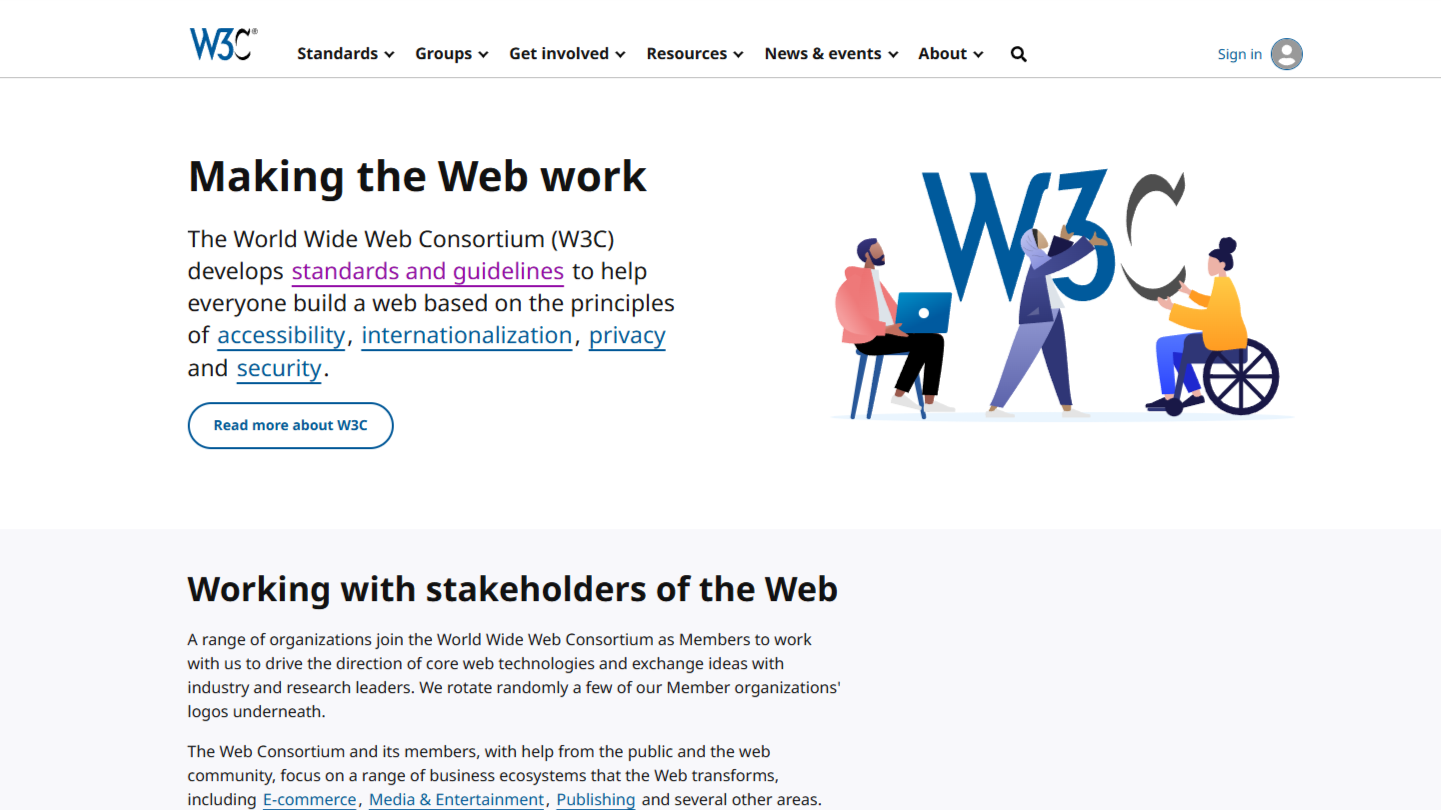 W3C®
Standards
Groups
Get involved
Resources
News & events
About
Sign in
Making the Web work
The World Wide Web Consortium (W3C)
develops standards and guidelines to help
everyone build a web based on the principles
of accessibility, internationalization, privacy
and security.
Read more about W3C
W3C
Working with stakeholders of the Web
A range of organizations join the World Wide Web Consortium as Members to work
with us to drive the direction of core web technologies and exchange ideas with
industry and research leaders. We rotate randomly a few of our Member organizations'
logos underneath.
The Web Consortium and its members, with help from the public and the web
community, focus on a range of business ecosystems that the Web transforms,
including E-commerce, Media & Entertainment, Publishing and several other areas.